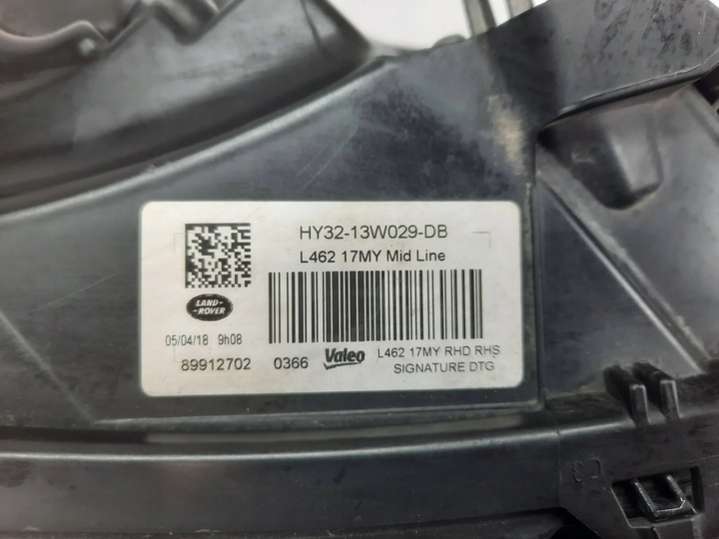 HY32-13W029-DB
L462 17MY Mid Line
LAND-
-ROVER
05/04/18 9h08
89912702 0366 Valeo
L462 17MY RHD RHS
SIGNATURE DTG